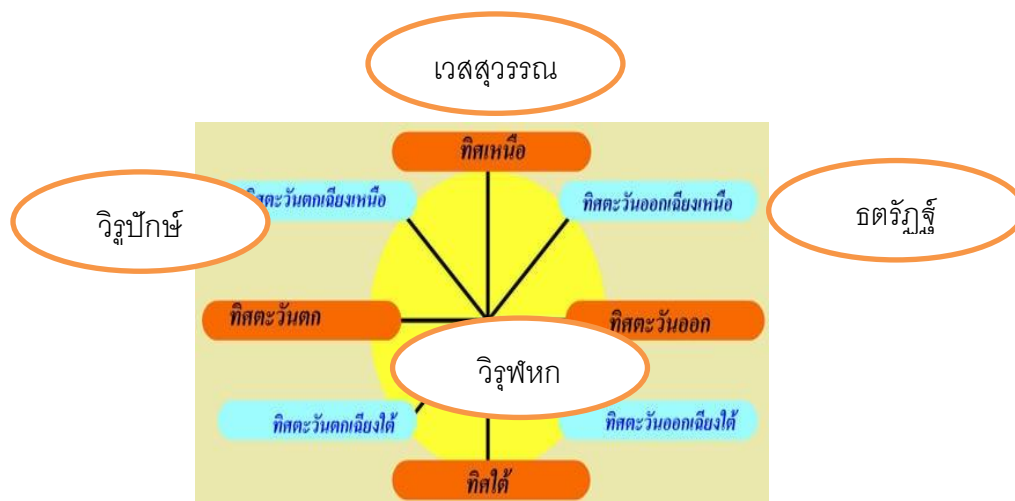 เวสสุวรรณ
ทิศเหนือ
ทิศตะวันตกเฉียงเหนือ
ทิศตะวันออกเฉียงเหนือ
วิรูปักษ์
ธตรัฏฐ์
ทิศตะวันตก
ทิศตะวันออก
วิรุฬหก
ทิศตะวันตกเฉียงใต้
ทิศตะวันออกเฉียงใต้
ทิศใต้